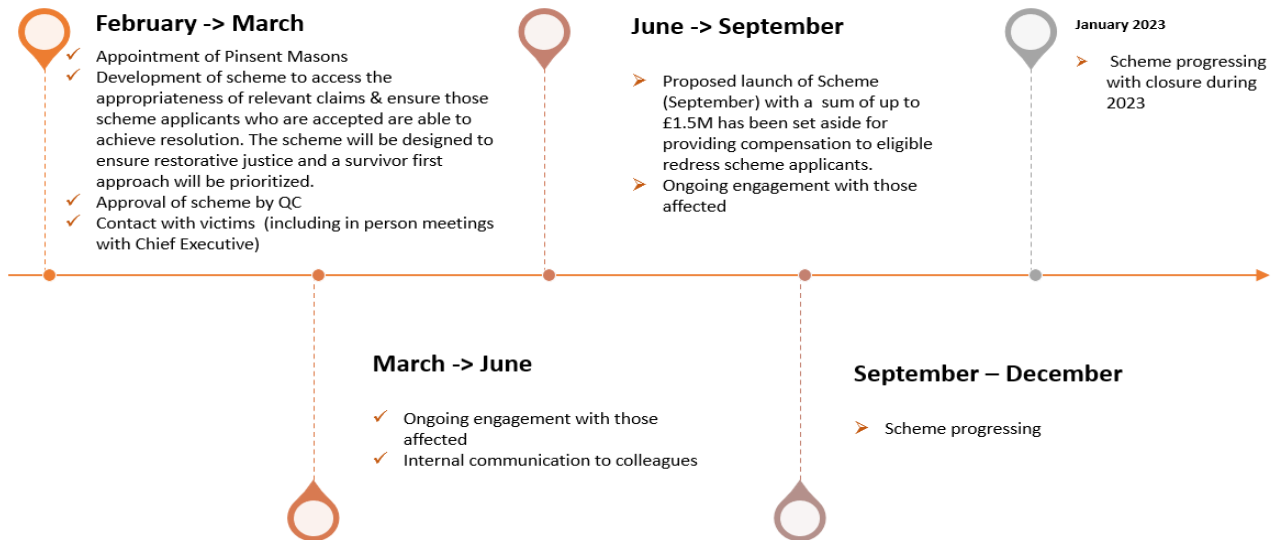 February -> March
Appointment of Pinsent Masons
Development of scheme to access the
appropriateness of relevant claims & ensure those
scheme applicants who are accepted are able to
achieve resolution. The scheme will be designed to
ensure restorative justice and a survivor first
approach will be prioritized.
Approval of scheme by QC
Contact with victims (including in person meetings
with Chief Executive)
March -> June
Ongoing engagement with those
affected
Internal communication to colleagues
June -> September
Proposed launch of Scheme
(September) with a sum of up to
£1.5M has been set aside for
providing compensation to eligible
redress scheme applicants.
Ongoing engagement with those
affected
September – December
Scheme progressing
January 2023
Scheme progressing
with closure during
2023